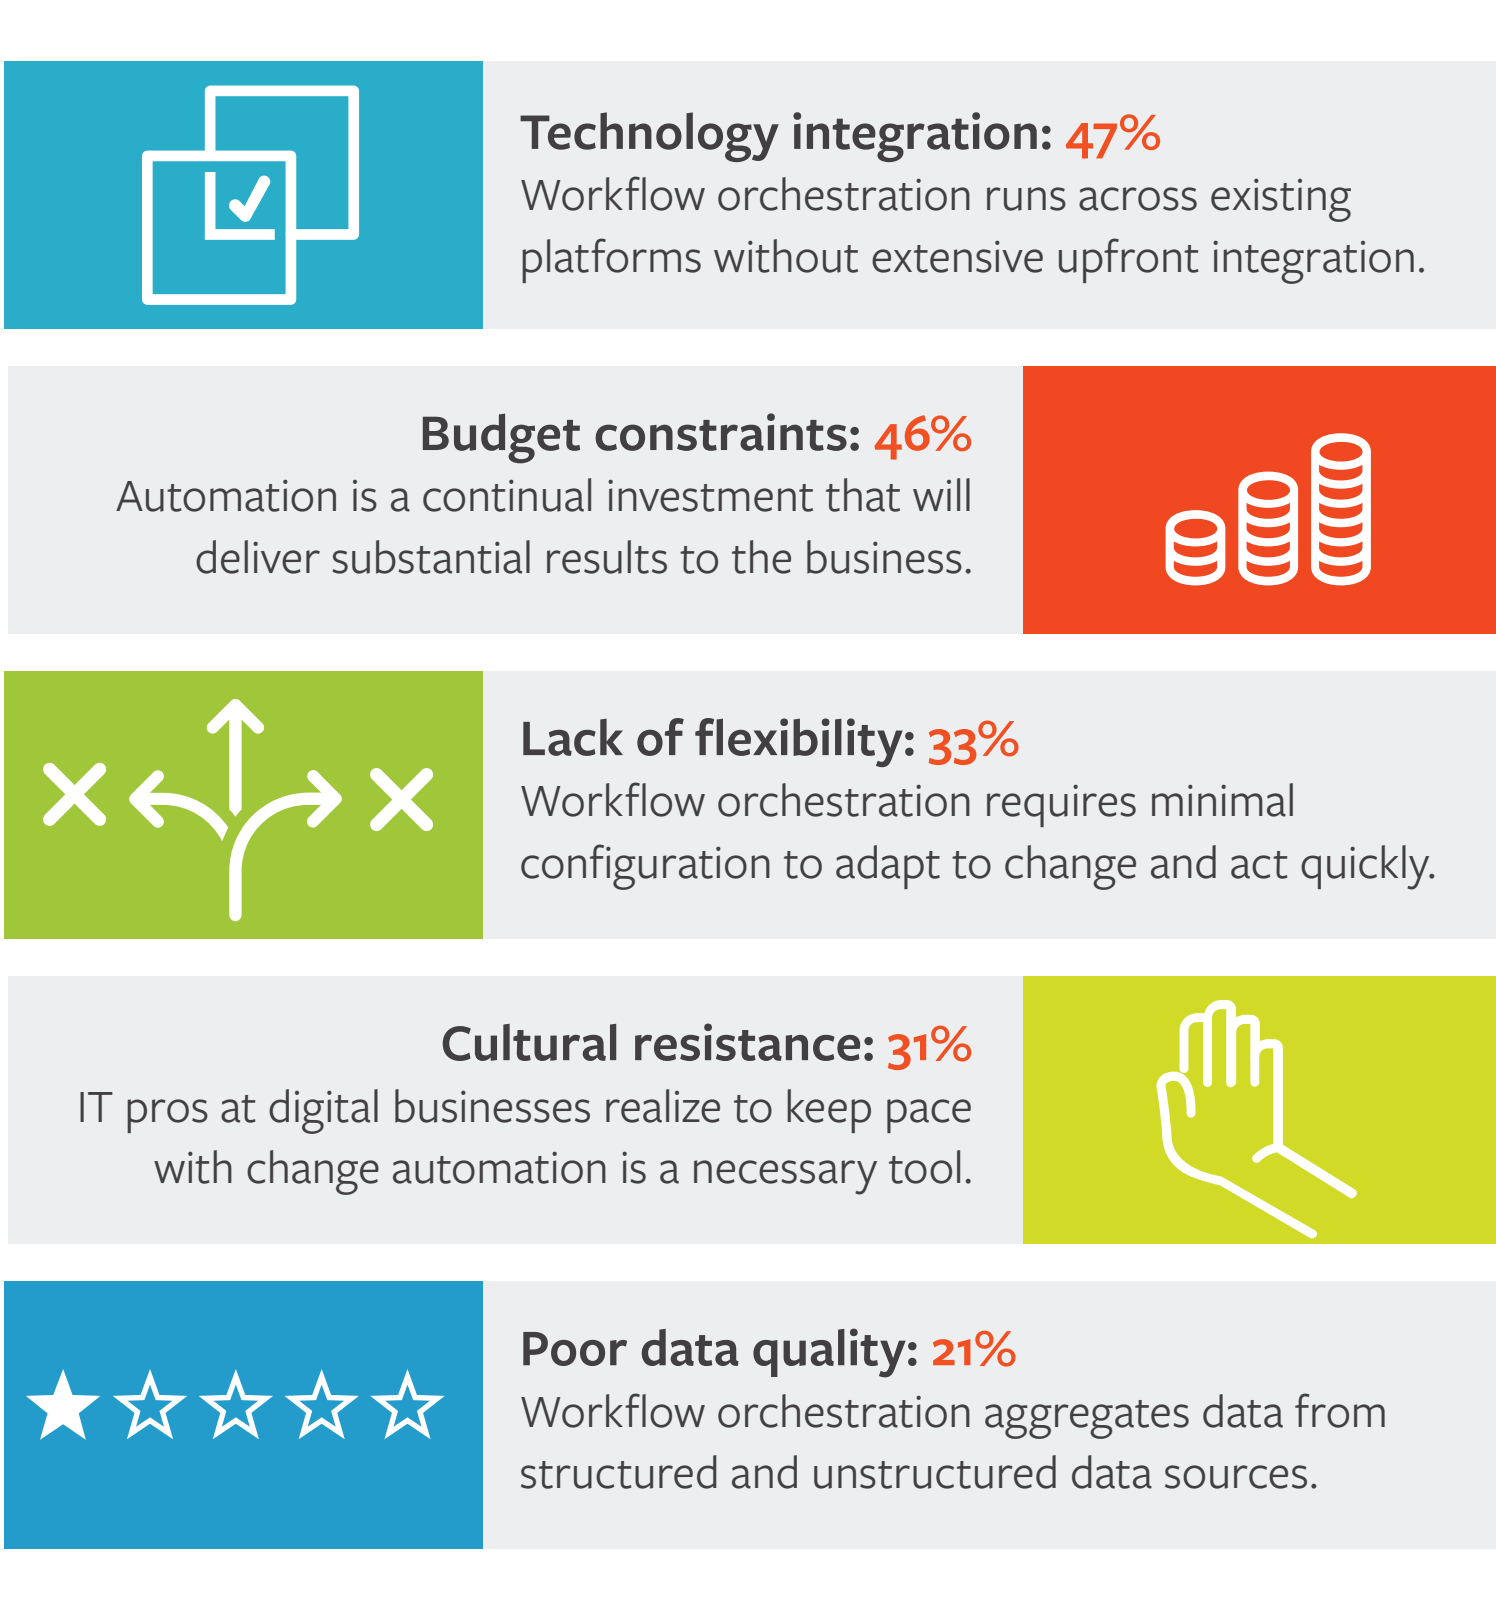 Technology integration: 47%
Workflow orchestration runs across existing
platforms without extensive upfront integration.
Budget constraints: 46%
Automation is a continual investment that will
deliver substantial results to the business.
Lack of flexibility: 33%
Workflow orchestration requires minimal
configuration to adapt to change and act quickly.
Cultural resistance: 31%
IT pros at digital businesses realize to keep pace
with change automation is a necessary tool.
Poor data quality: 21%
Workflow orchestration aggregates data from
structured and unstructured data sources.